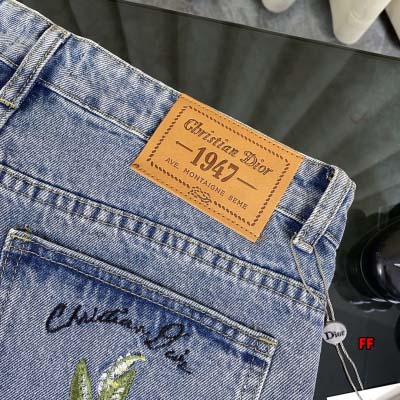 Christian Dior
1947
AVE. MONTAIGNE 8EME
Christian Dior
Dior
FF